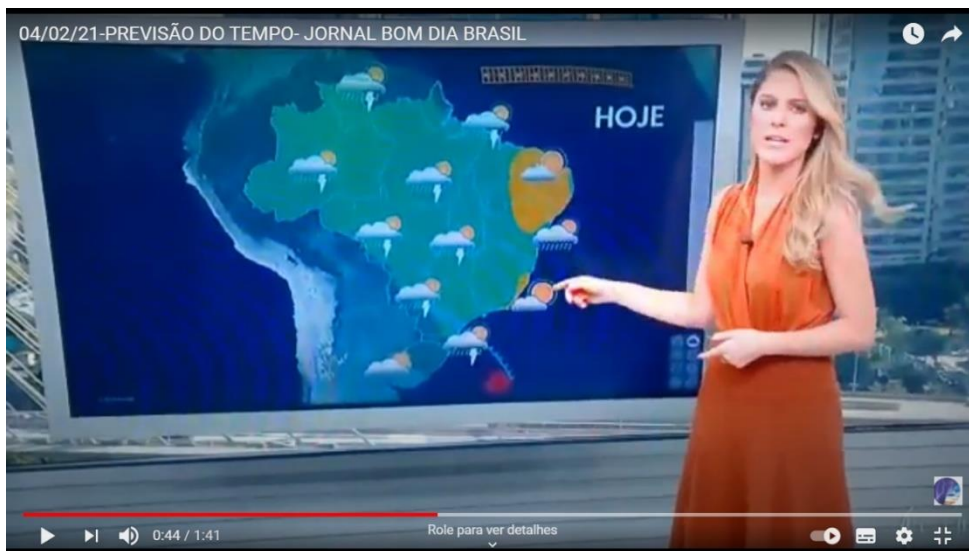 04/02/21-PREVISÃO DO TEMPO- JORNAL BOM DIA BRASIL
HOJE
0:44 / 1:41
Role para ver detalhes